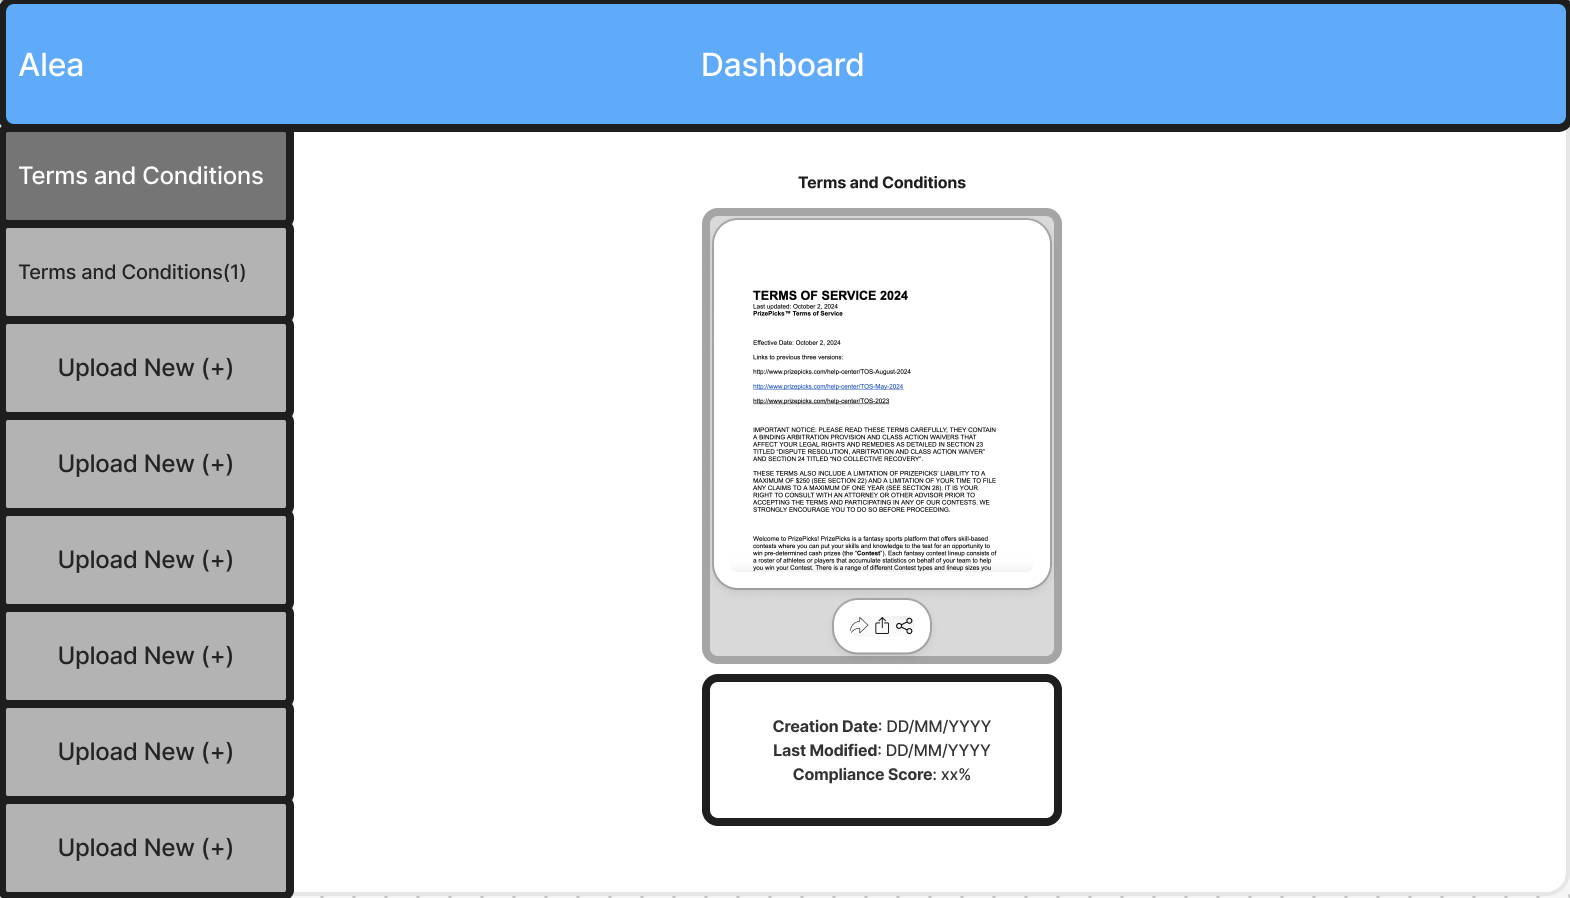 Alea
Dashboard
Terms and Conditions
Terms and Conditions(1)
Upload New (+)
Upload New (+)
Upload New (+)
Upload New (+)
Upload New (+)
Upload New (+)
Terms and Conditions
TERMS OF SERVICE 2024
Last updated: October 2, 2024
PrizePicks™ Terms of Service
Effective Date: October 2, 2024
Links to previous three versions:
http://www.prizepicks.com/help-center/TOS-August-2024
http://www.prizepicks.com/help-center/TOS-May-2024
http://www.prizepicks.com/help-center/TOS-2023
IMPORTANT NOTICE: PLEASE READ THESE TERMS CAREFULLY, THEY CONTAIN
A BINDING ARBITRATION PROVISION AND CLASS ACTION WAIVERS THAT
AFFECT YOUR LEGAL RIGHTS AND REMEDIES AS DETAILED IN SECTION 23
TITLED "DISPUTE RESOLUTION, ARBITRATION AND CLASS ACTION WAIVER"
AND SECTION 24 TITLED "NO COLLECTIVE RECOVERY".
THESE TERMS ALSO INCLUDE A LIMITATION OF PRIZEPICKS' LIABILITY TO A
MAXIMUM OF $250 (SEE SECTION 22) AND A LIMITATION OF YOUR TIME TO FILE
ANY CLAIMS TO A MAXIMUM OF ONE YEAR (SEE SECTION 28). IT IS YOUR
RIGHT TO CONSULT WITH AN ATTORNEY OR OTHER ADVISOR PRIOR TO
ACCEPTING THE TERMS AND PARTICIPATING IN ANY OF OUR CONTESTS. WE
STRONGLY ENCOURAGE YOU TO DO SO BEFORE PROCEEDING.
Welcome to PrizePicks! PrizePicks is a fantasy sports platform that offers skill-based
contests where you can put your skills and knowledge to the test for an opportunity to
win pre-determined cash prizes (the "Contest"). Each fantasy contest lineup consists of
a roster of athletes or players that accumulate statistics on behalf of your team to help
you win your Contest. There is a range of different Contest types and lineup sizes you
Creation Date: DD/MM/YYYY
Last Modified: DD/MM/YYYY
Compliance Score: xx%